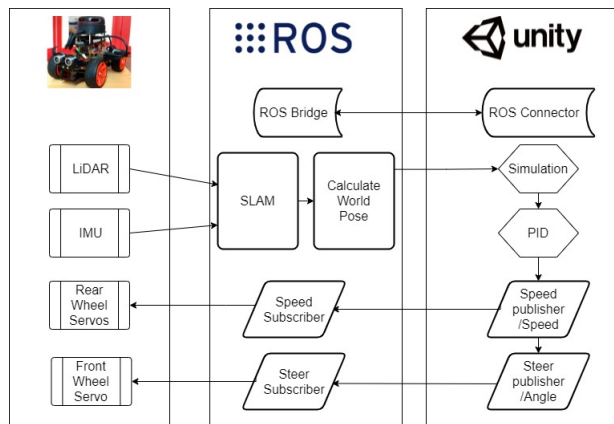 ROS
unity
ROS Bridge
ROS Connector
LiDAR
IMU
SLAM
Calculate
World
Pose
Simulation
PID
Rear
Wheel
Servos
Speed
Subscriber
Speed
publisher
/Speed
Front
Wheel
Servo
Steer
Subscriber
Steer
publisher
/Angle